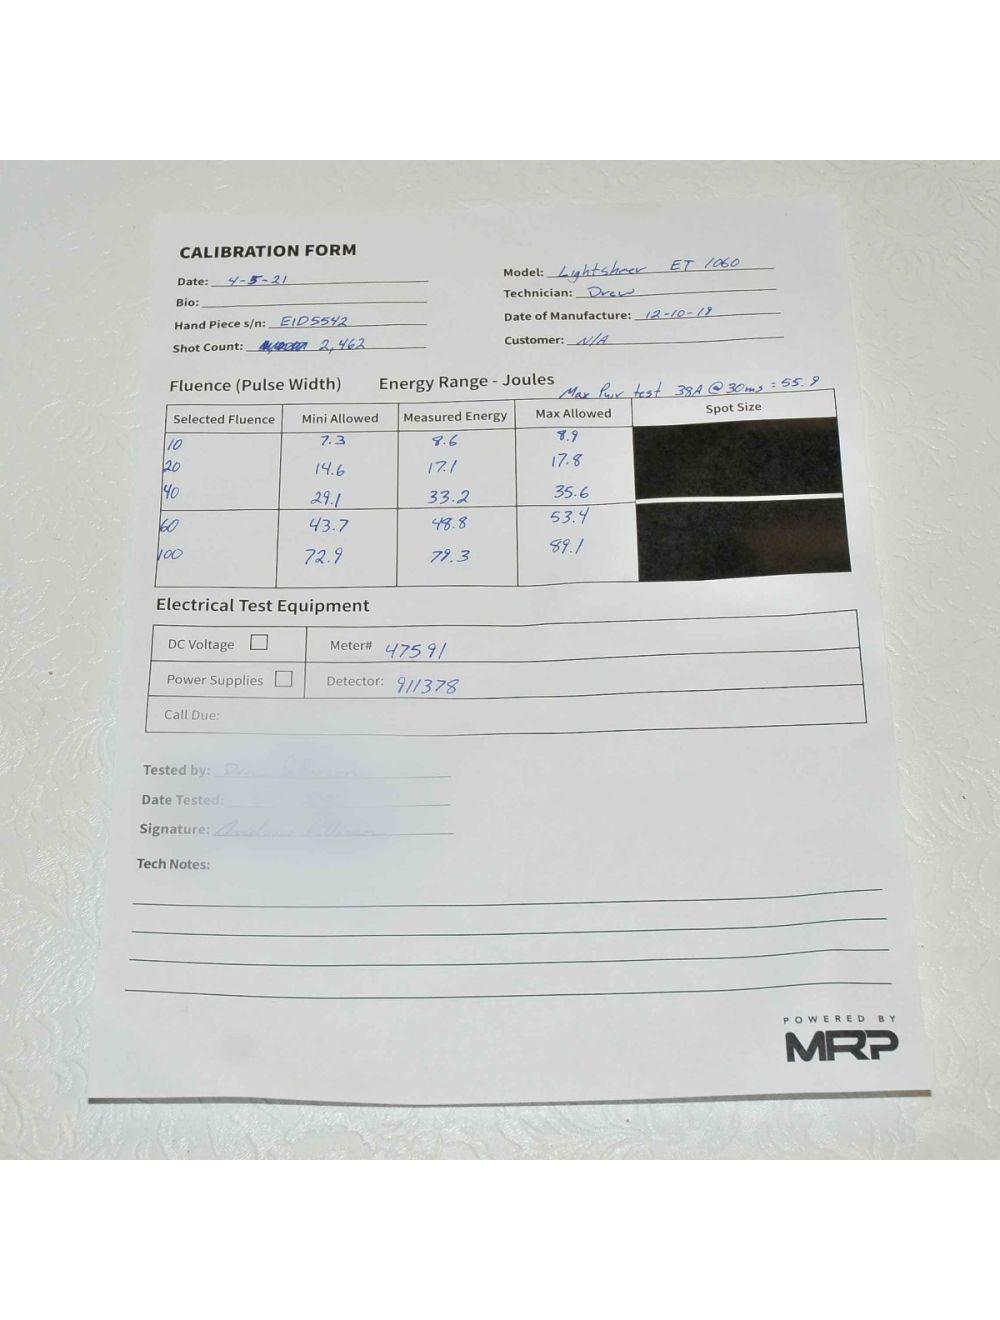 CALIBRATION FORM
Date: 4-5-21
Model: Lightsheer ET 1060
Bio:
Technician: Drew
Hand Piece s/n: EID5542
Date of Manufacture: 12-10-19
Shot Count: 2,462
Customer: N/A
Fluence (Pulse Width) Energy Range - Joules
Max Pwr test 38A @ 30ms = 55.9
Selected Fluence Mini Allowed Measured Energy Max Allowed Spot Size
10 7.3 8.6 8.9
20 14.6 17.1 17.8
40 29.1 33.2 35.6
60 43.7 48.8 53.4
100 72.9 79.3 89.1
Electrical Test Equipment
DC Voltage Meter# 47591
Power Supplies Detector: 911378
Call Due:
Tested by: Drew
Date Tested:
Signature:
Tech Notes:
POWERED BY
MRP